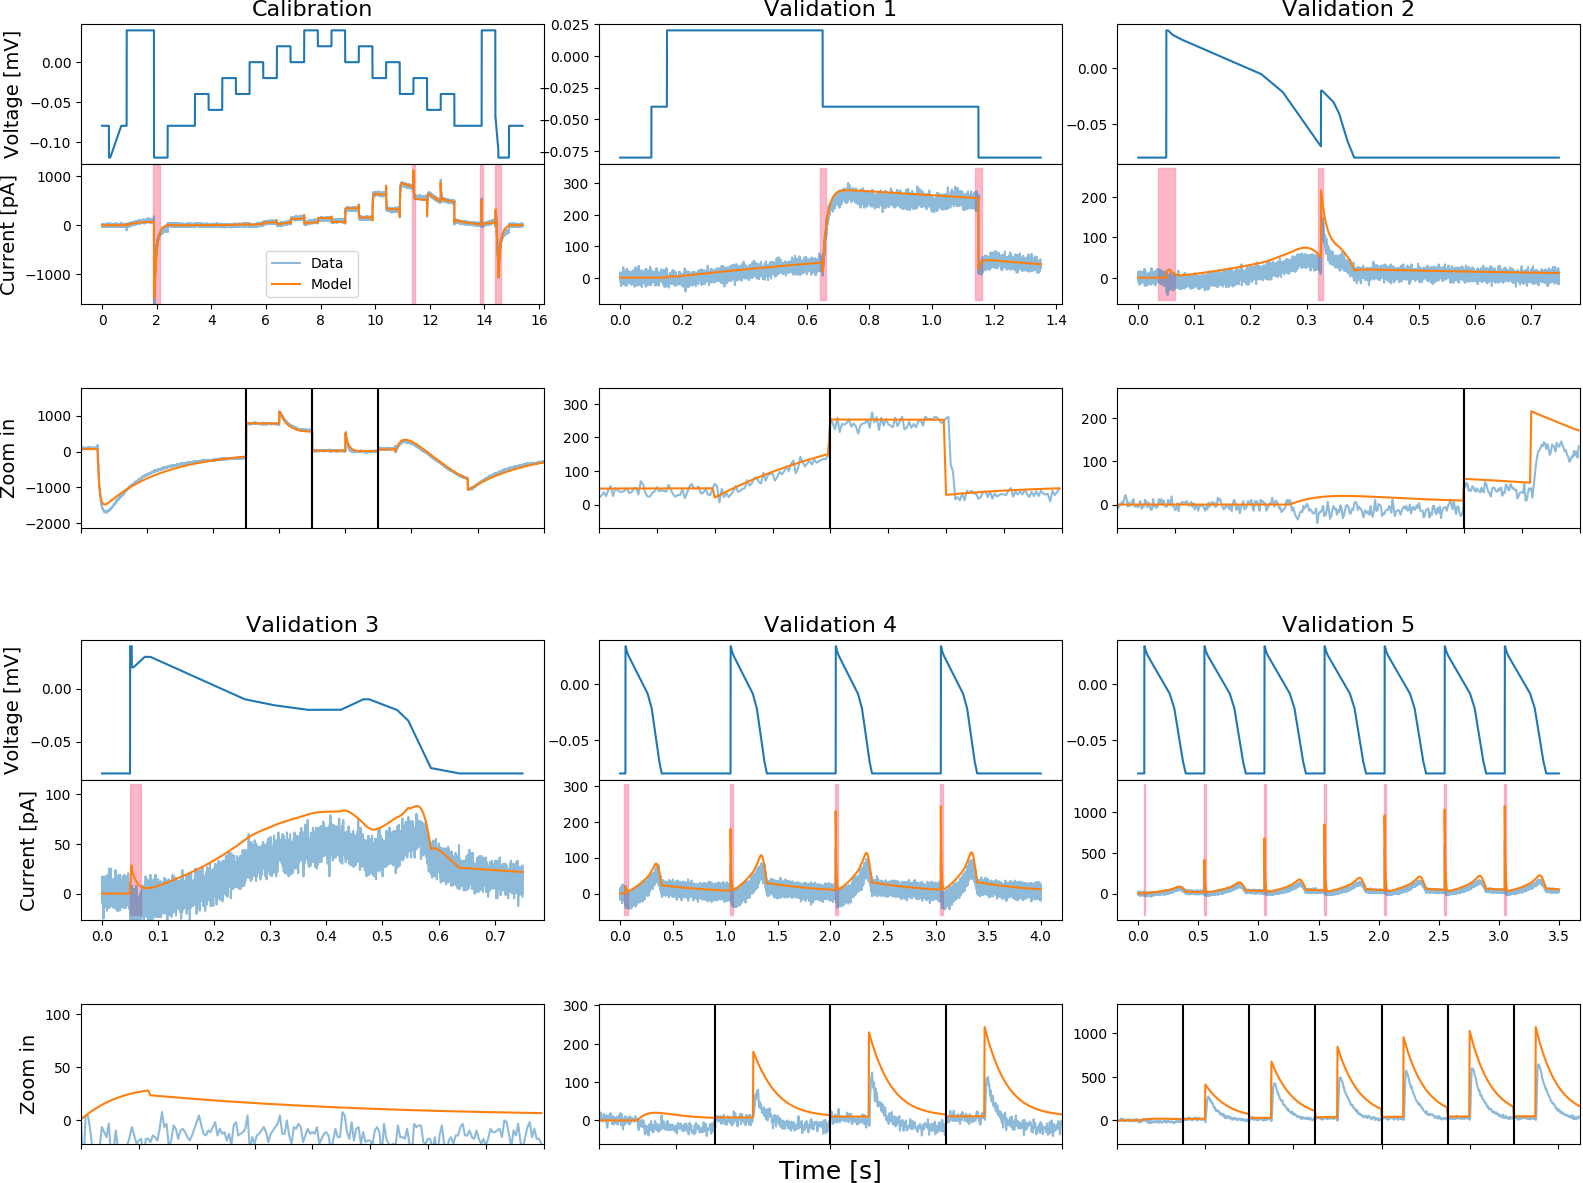 Calibration
Validation 1
Validation 2
Voltage [mV]
0.00
−0.05
−0.10
0.025
0.000
−0.025
−0.050
−0.075
0.00
−0.05
Current [pA]
1000
0
−1000
Data
Model
300
200
100
0
200
100
0
0 2 4 6 8 10 12 14 16
0.0 0.2 0.4 0.6 0.8 1.0 1.2 1.4
0.0 0.1 0.2 0.3 0.4 0.5 0.6 0.7
Zoom in
1000
0
−1000
−2000
300
200
100
0
200
100
0
Validation 3
Validation 4
Validation 5
Voltage [mV]
0.00
−0.05
0.00
−0.05
0.00
−0.05
Current [pA]
100
50
0
300
200
100
0
1000
500
0
0.0 0.1 0.2 0.3 0.4 0.5 0.6 0.7
0.0 0.5 1.0 1.5 2.0 2.5 3.0 3.5 4.0
0.0 0.5 1.0 1.5 2.0 2.5 3.0 3.5
Zoom in
100
50
0
300
200
100
0
1000
500
0
Time [s]